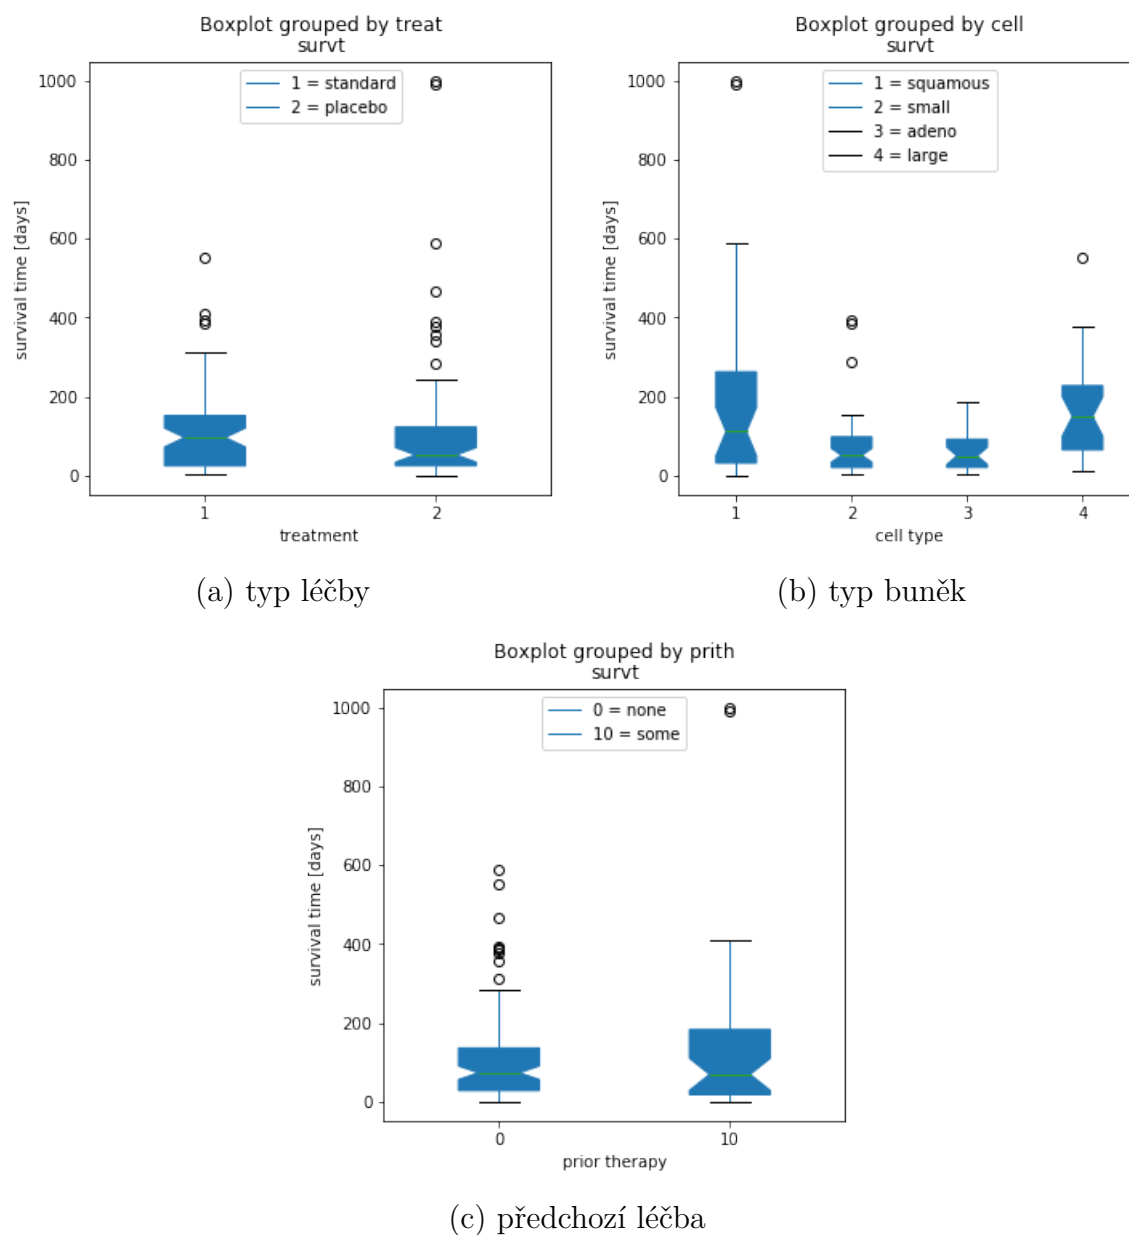 Boxplot grouped by treat
survt
1 = standard
2 = placebo
1000
800
600
400
200
0
survival time [days]
1 2
treatment
(a) typ léčby
Boxplot grouped by cell
survt
1 = squamous
2 = small
3 = adeno
4 = large
1000
800
600
400
200
0
survival time [days]
1 2 3 4
cell type
(b) typ buněk
Boxplot grouped by prith
survt
0 = none
10 = some
1000
800
600
400
200
0
survival time [days]
0 10
prior therapy
(c) předchozí léčba